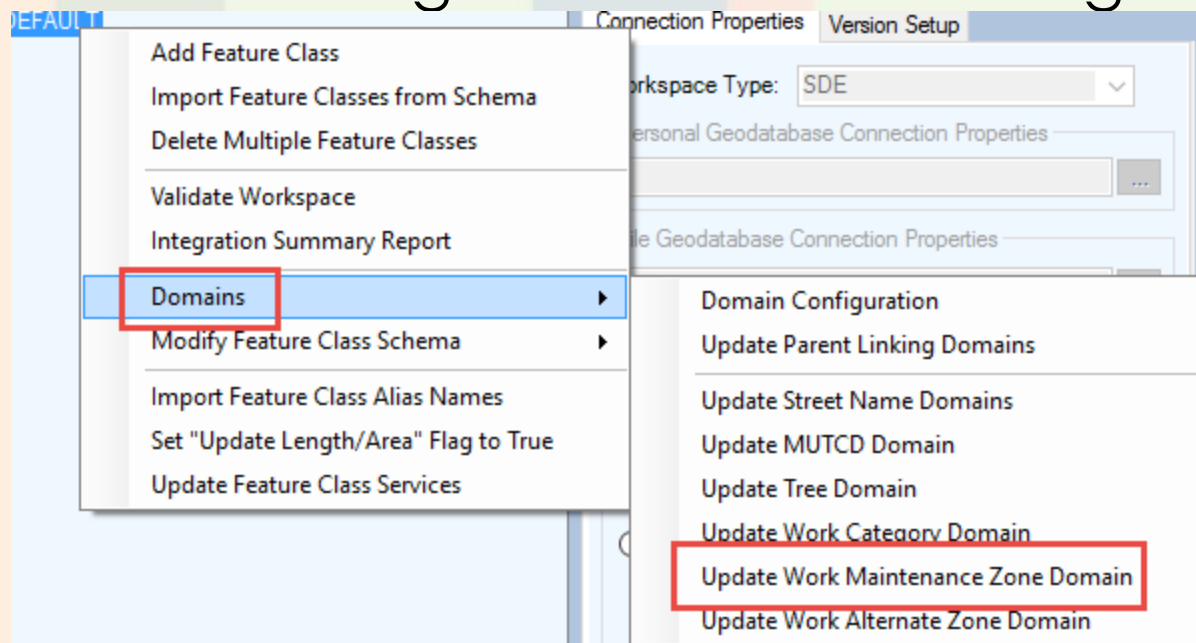 DEFAULT
Connection Properties
Version Setup
Add Feature Class
Import Feature Classes from Schema
Delete Multiple Feature Classes
Validate Workspace
Integration Summary Report
Domains
Modify Feature Class Schema
Import Feature Class Alias Names
Set "Update Length/Area" Flag to True
Update Feature Class Services
Type: SDE
Geodatabase Connection Properties
...
Geodatabase Connection Properties
Domain Configuration
Update Parent Linking Domains
Update Street Name Domains
Update MUTCD Domain
Update Tree Domain
Update Work Category Domain
Update Work Maintenance Zone Domain
Update Work Alternate Zone Domain